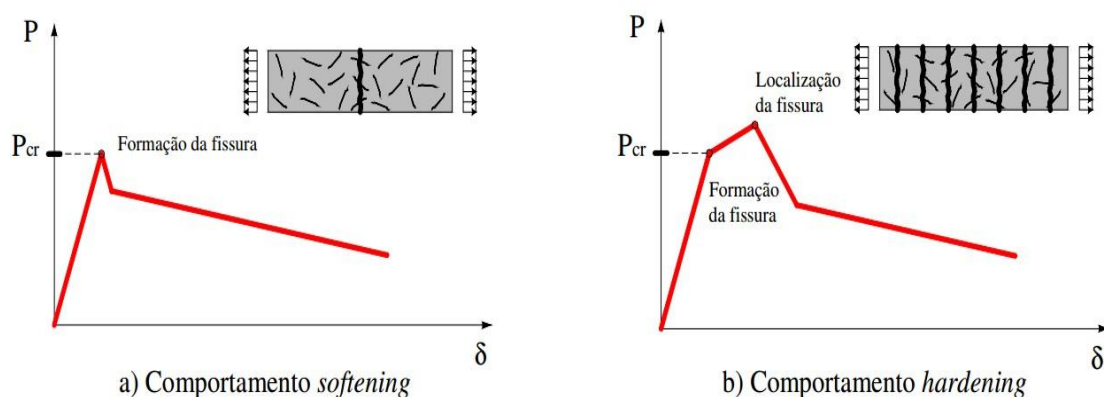 P
Formação da fissura
Pcr
δ
a) Comportamento softening
P
Localização
da fissura
Pcr
Formação
da fissura
δ
b) Comportamento hardening